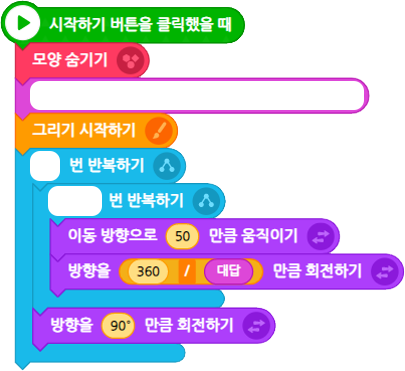 시작하기 버튼을 클릭했을 때
모양 숨기기
그리기 시작하기
번 반복하기
번 반복하기
이동 방향으로 50 만큼 움직이기
방향을 360 / 대답 만큼 회전하기
방향을 90° 만큼 회전하기